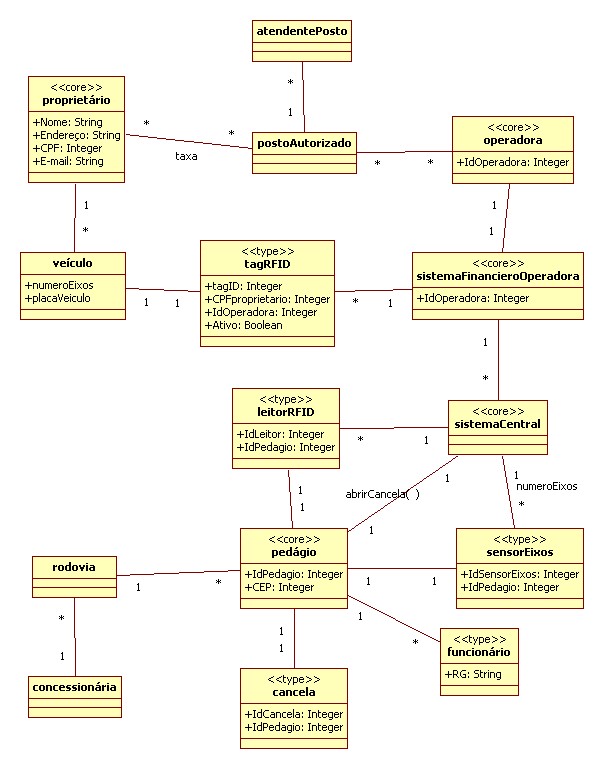 atendentePosto
*
1
<<core>>
proprietário
+Nome: String
+Endereço: String
+CPF: Integer
+E-mail: String
*
*
taxa
postoAutorizado
*
*
<<core>>
operadora
+IdOperadora: Integer
1
*
1
1
veículo
+numeroEixos
+placaVeiculo
1
1
<<type>>
tagRFID
+tagID: Integer
+CPFproprietario: Integer
+IdOperadora: Integer
+Ativo: Boolean
*
1
<<core>>
sistemaFinancieroOperadora
+IdOperadora: Integer
1
*
<<type>>
leitorRFID
+IdLeitor: Integer
+IdPedagio: Integer
*
1
<<core>>
sistemaCentral
1
1
abrirCancela( )
1
1
1
numeroEixos
*
rodovia
1
*
<<core>>
pedágio
+IdPedagio: Integer
+CEP: Integer
1
1
<<type>>
sensorEixos
+IdSensorEixos: Integer
+IdPedagio: Integer
*
1
1
1
1
*
<<type>>
funcionário
+RG: String
concessionária
<<type>>
cancela
+IdCancela: Integer
+IdPedagio: Integer